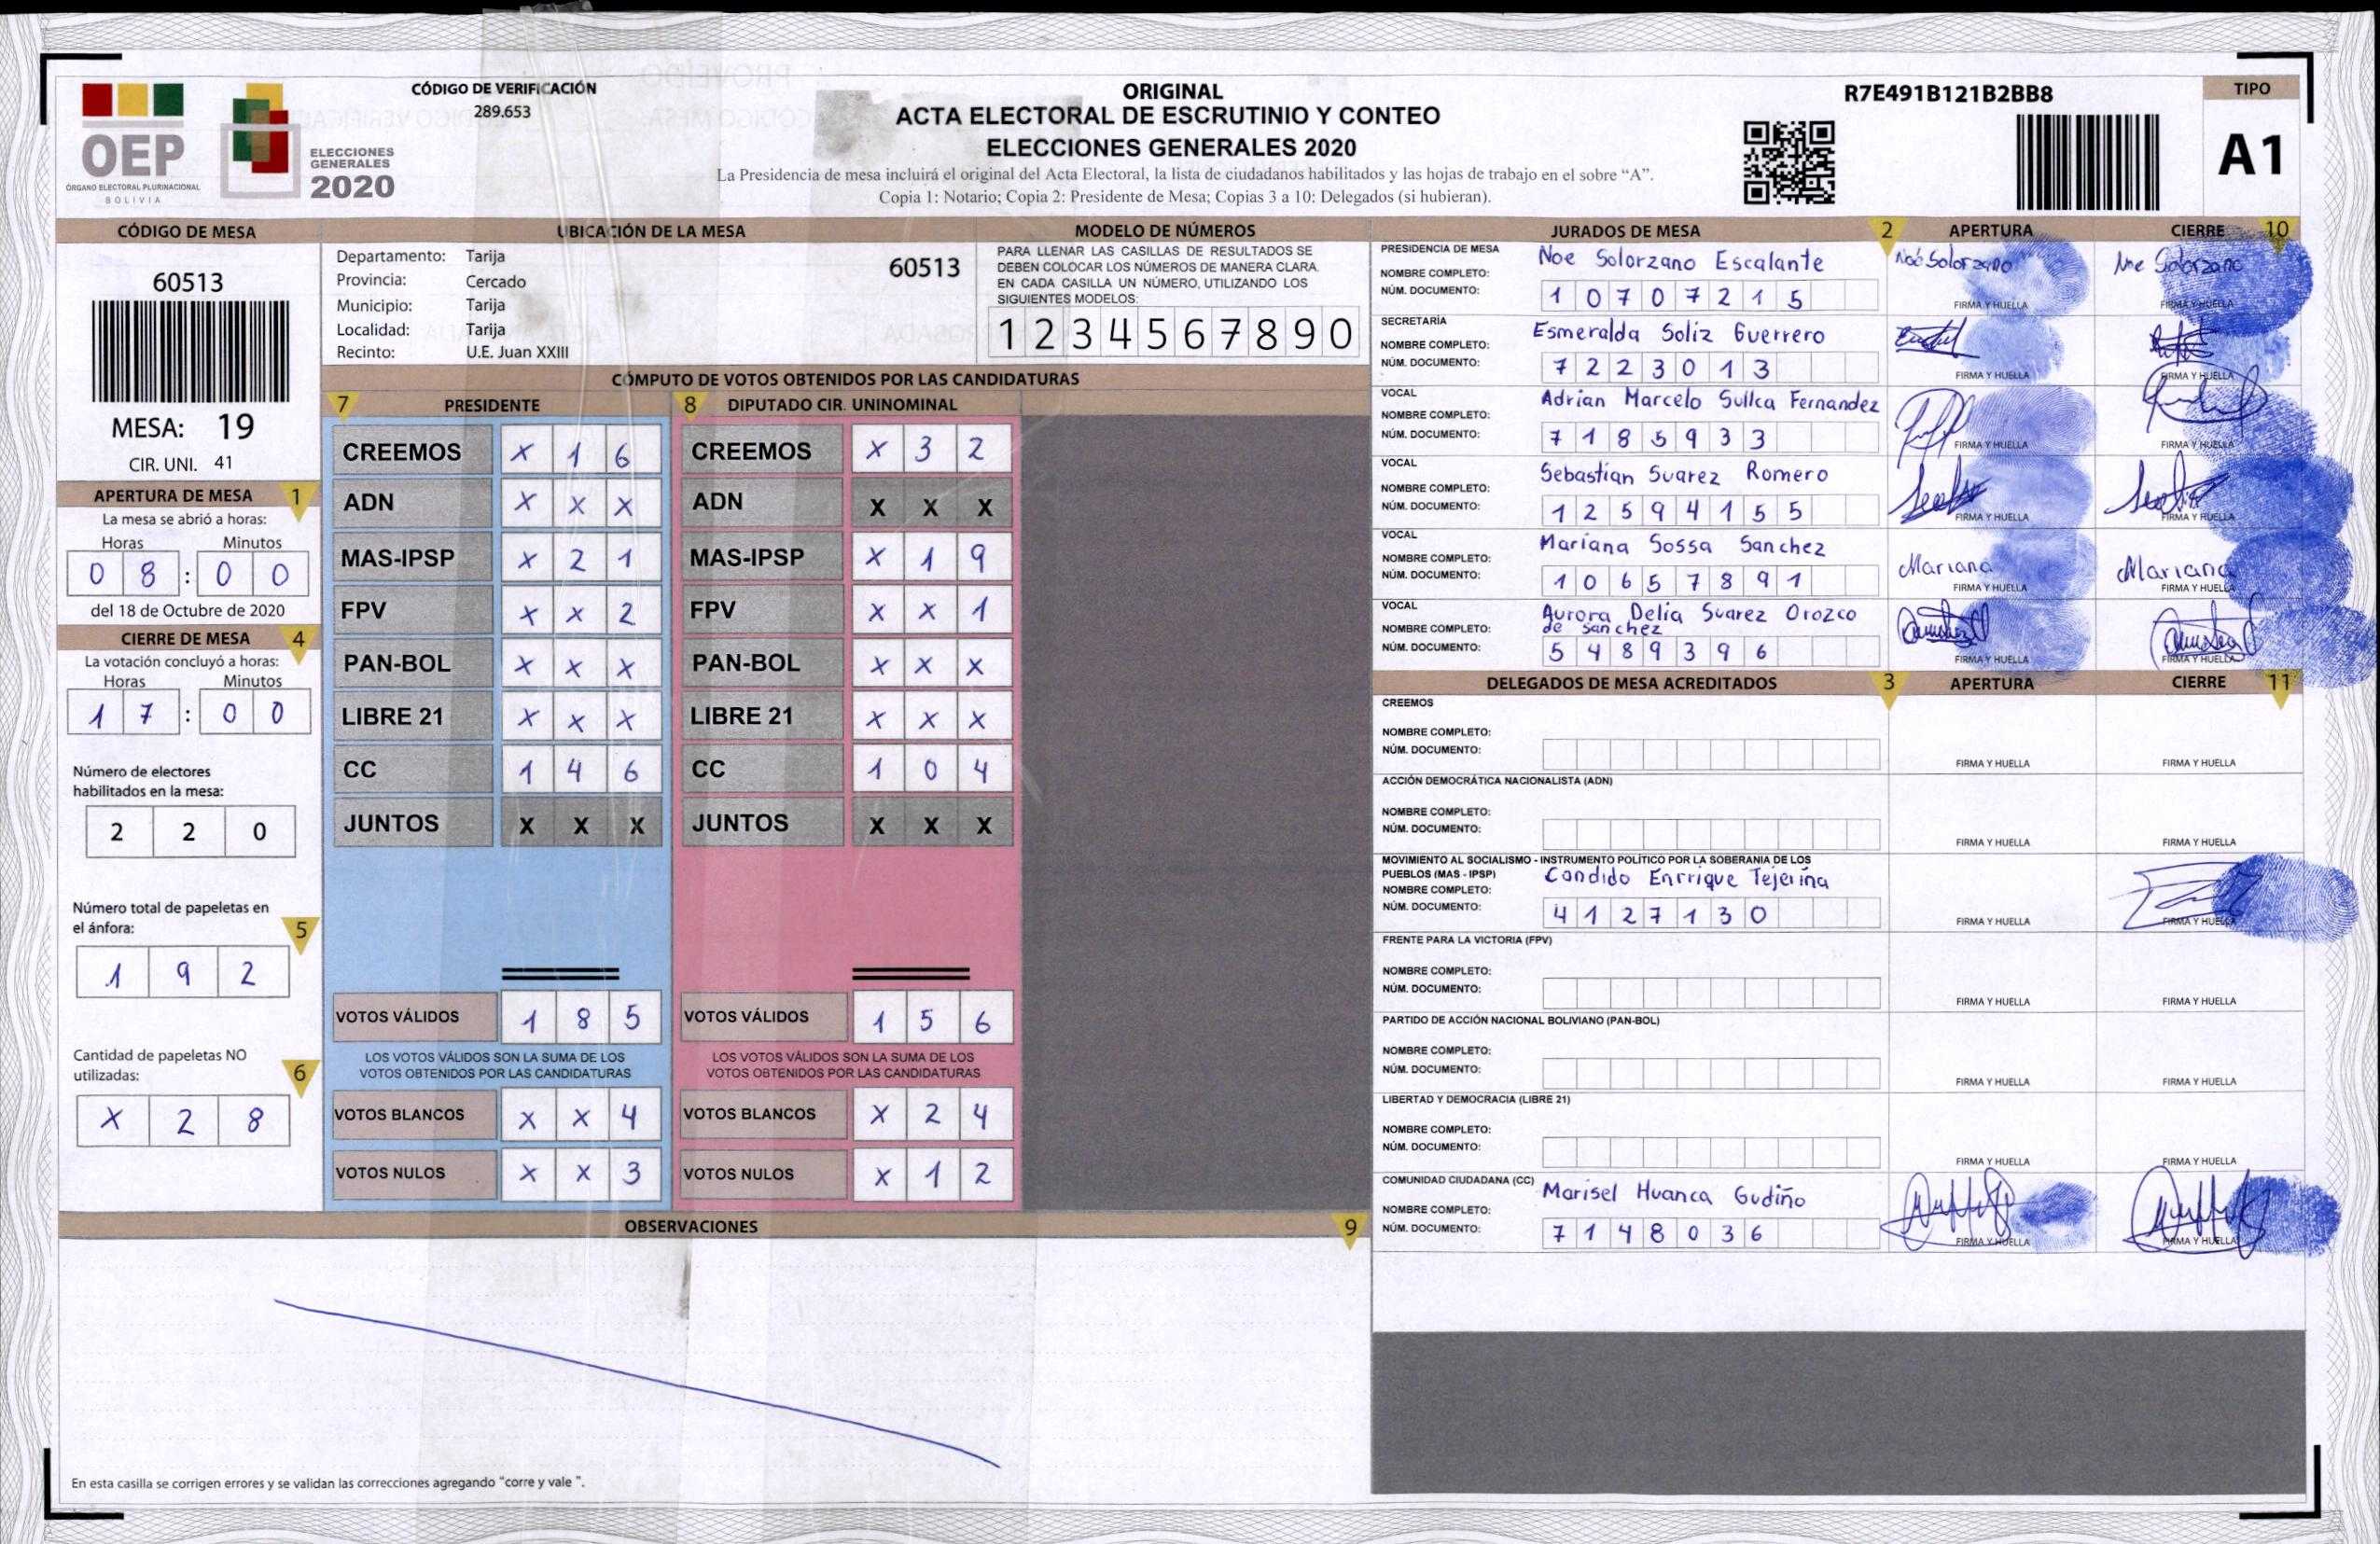 CÓDIGO DE VERIFICACIÓN
289.653
OEP
ÓRGANO ELECTORAL PLURINACIONAL
BOLIVIA
ELECCIONES
GENERALES
2020
ORIGINAL
ACTA ELECTORAL DE ESCRUTINIO Y CONTEO
ELECCIONES GENERALES 2020
La Presidencia de mesa incluirá el original del Acta Electoral, la lista de ciudadanos habilitados y las hojas de trabajo en el sobre “A”.
Copia 1: Notario; Copia 2: Presidente de Mesa; Copias 3 a 10: Delegados (si hubieran).
R7E491B121B2BB8
TIPO
A1
CÓDIGO DE MESA
60513
MESA: 19
CIR. UNI. 41
APERTURA DE MESA 1
La mesa se abrió a horas:
Horas Minutos
0 8 : 0 0
del 18 de Octubre de 2020
CIERRE DE MESA 4
La votación concluyó a horas:
Horas Minutos
1 7 : 0 0
Número de electores
habilitados en la mesa:
2 2 0
Número total de papeletas en
el ánfora: 5
1 9 2
Cantidad de papeletas NO
utilizadas: 6
X 2 8
UBICACIÓN DE LA MESA
Departamento: Tarija
Provincia: Cercado
Municipio: Tarija
Localidad: Tarija
Recinto: U.E. Juan XXIII
60513
MODELO DE NÚMEROS
PARA LLENAR LAS CASILLAS DE RESULTADOS SE
DEBEN COLOCAR LOS NÚMEROS DE MANERA CLARA.
EN CADA CASILLA UN NÚMERO, UTILIZANDO LOS
SIGUIENTES MODELOS:
1 2 3 4 5 6 7 8 9 0
CÓMPUTO DE VOTOS OBTENIDOS POR LAS CANDIDATURAS
7 PRESIDENTE
CREEMOS X 1 6
ADN X X X
MAS-IPSP X 2 1
FPV X X 2
PAN-BOL X X X
LIBRE 21 X X X
CC 1 4 6
JUNTOS X X X
VOTOS VÁLIDOS 1 8 5
LOS VOTOS VÁLIDOS SON LA SUMA DE LOS
VOTOS OBTENIDOS POR LAS CANDIDATURAS
VOTOS BLANCOS X X 4
VOTOS NULOS X X 3
8 DIPUTADO CIR. UNINOMINAL
CREEMOS X 3 2
ADN X X X
MAS-IPSP X 1 9
FPV X X 1
PAN-BOL X X X
LIBRE 21 X X X
CC 1 0 4
JUNTOS X X X
VOTOS VÁLIDOS 1 5 6
LOS VOTOS VÁLIDOS SON LA SUMA DE LOS
VOTOS OBTENIDOS POR LAS CANDIDATURAS
VOTOS BLANCOS X 2 4
VOTOS NULOS X 1 2
OBSERVACIONES 9
En esta casilla se corrigen errores y se validan las correcciones agregando “corre y vale ”.
JURADOS DE MESA 2 APERTURA CIERRE 10
PRESIDENCIA DE MESA
NOMBRE COMPLETO: Noe Solorzano Escalante Noé Solorzano Noe Solorzano
NÚM. DOCUMENTO: 1 0 7 0 7 2 1 5
FIRMA Y HUELLA FIRMA Y HUELLA
SECRETARÍA
NOMBRE COMPLETO: Esmeralda Soliz Guerrero
NÚM. DOCUMENTO: 7 2 2 3 0 1 3
FIRMA Y HUELLA FIRMA Y HUELLA
VOCAL
NOMBRE COMPLETO: Adrian Marcelo Sullca Fernandez
NÚM. DOCUMENTO: 7 1 8 5 9 3 3
FIRMA Y HUELLA FIRMA Y HUELLA
VOCAL
NOMBRE COMPLETO: Sebastian Suarez Romero
NÚM. DOCUMENTO: 1 2 5 9 4 1 5 5
FIRMA Y HUELLA FIRMA Y HUELLA
VOCAL
NOMBRE COMPLETO: Mariana Sossa Sanchez Mariana Mariana
NÚM. DOCUMENTO: 1 0 6 5 7 8 9 1
FIRMA Y HUELLA FIRMA Y HUELLA
VOCAL
NOMBRE COMPLETO: Aurora Delia Suarez Orozco
de Sanchez
NÚM. DOCUMENTO: 5 4 8 9 3 9 6
FIRMA Y HUELLA FIRMA Y HUELLA
DELEGADOS DE MESA ACREDITADOS 3 APERTURA CIERRE 11
CREEMOS
NOMBRE COMPLETO:
NÚM. DOCUMENTO:
FIRMA Y HUELLA FIRMA Y HUELLA
ACCIÓN DEMOCRÁTICA NACIONALISTA (ADN)
NOMBRE COMPLETO:
NÚM. DOCUMENTO:
FIRMA Y HUELLA FIRMA Y HUELLA
MOVIMIENTO AL SOCIALISMO - INSTRUMENTO POLÍTICO POR LA SOBERANIA DE LOS
PUEBLOS (MAS - IPSP)
NOMBRE COMPLETO: Candido Enrrique Tejerina
NÚM. DOCUMENTO: 4 1 2 7 1 3 0
FIRMA Y HUELLA FIRMA Y HUELLA
FRENTE PARA LA VICTORIA (FPV)
NOMBRE COMPLETO:
NÚM. DOCUMENTO:
FIRMA Y HUELLA FIRMA Y HUELLA
PARTIDO DE ACCIÓN NACIONAL BOLIVIANO (PAN-BOL)
NOMBRE COMPLETO:
NÚM. DOCUMENTO:
FIRMA Y HUELLA FIRMA Y HUELLA
LIBERTAD Y DEMOCRACIA (LIBRE 21)
NOMBRE COMPLETO:
NÚM. DOCUMENTO:
FIRMA Y HUELLA FIRMA Y HUELLA
COMUNIDAD CIUDADANA (CC)
NOMBRE COMPLETO: Marisel Huanca Gudiño
NÚM. DOCUMENTO: 7 1 4 8 0 3 6
FIRMA Y HUELLA FIRMA Y HUELLA